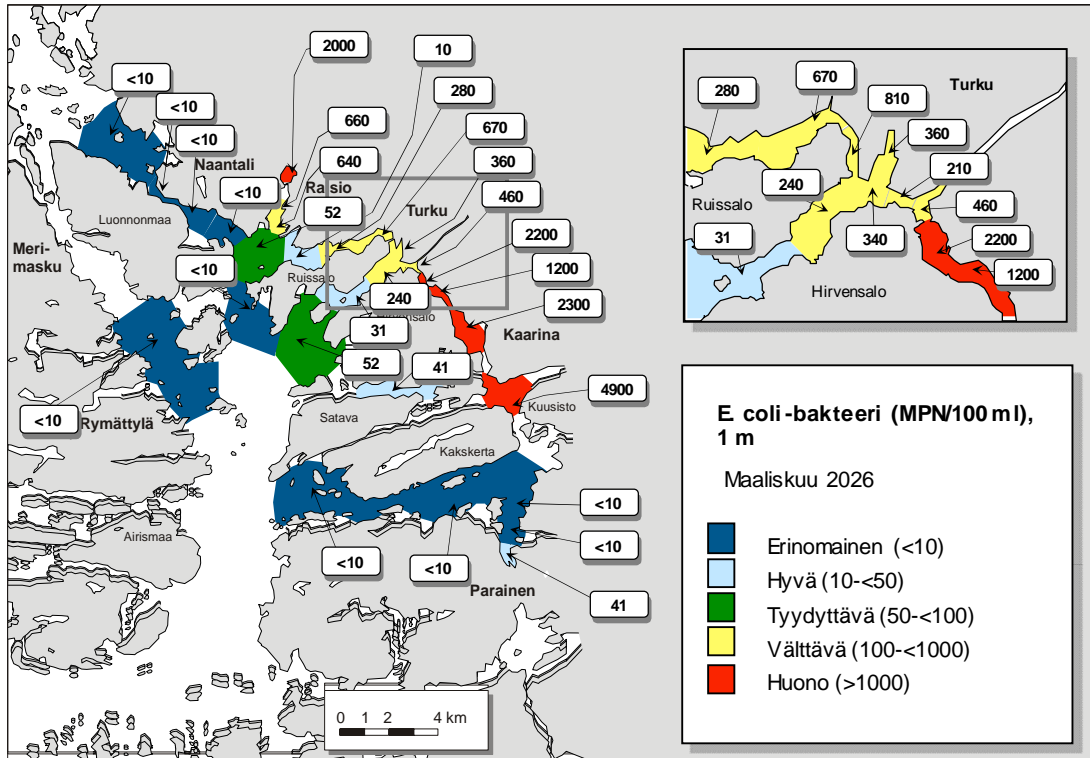 2000
10
<10
<10
280
660
670
<10
Naantali
640
360
Raisio
<10
52
460
Turku
Luonnonmaa
2200
Meri-
masku
<10
Ruissalo
1200
240
2300
Hirvensalo
31
Kaarina
52
41
4900
<10
Rymättylä
Satava
Kuusisto
Kakskerta
<10
Airismaa
<10
<10
<10
Parainen
41
0 1 2 4 km
670
Turku
280
810
360
210
240
Ruissalo
460
31
340
2200
1200
Hirvensalo
E. coli -bakteeri (MPN/100 ml),
1 m
Maaliskuu 2026
Erinomainen (<10)
Hyvä (10-<50)
Tyydyttävä (50-<100)
Välttävä (100-<1000)
Huono (>1000)